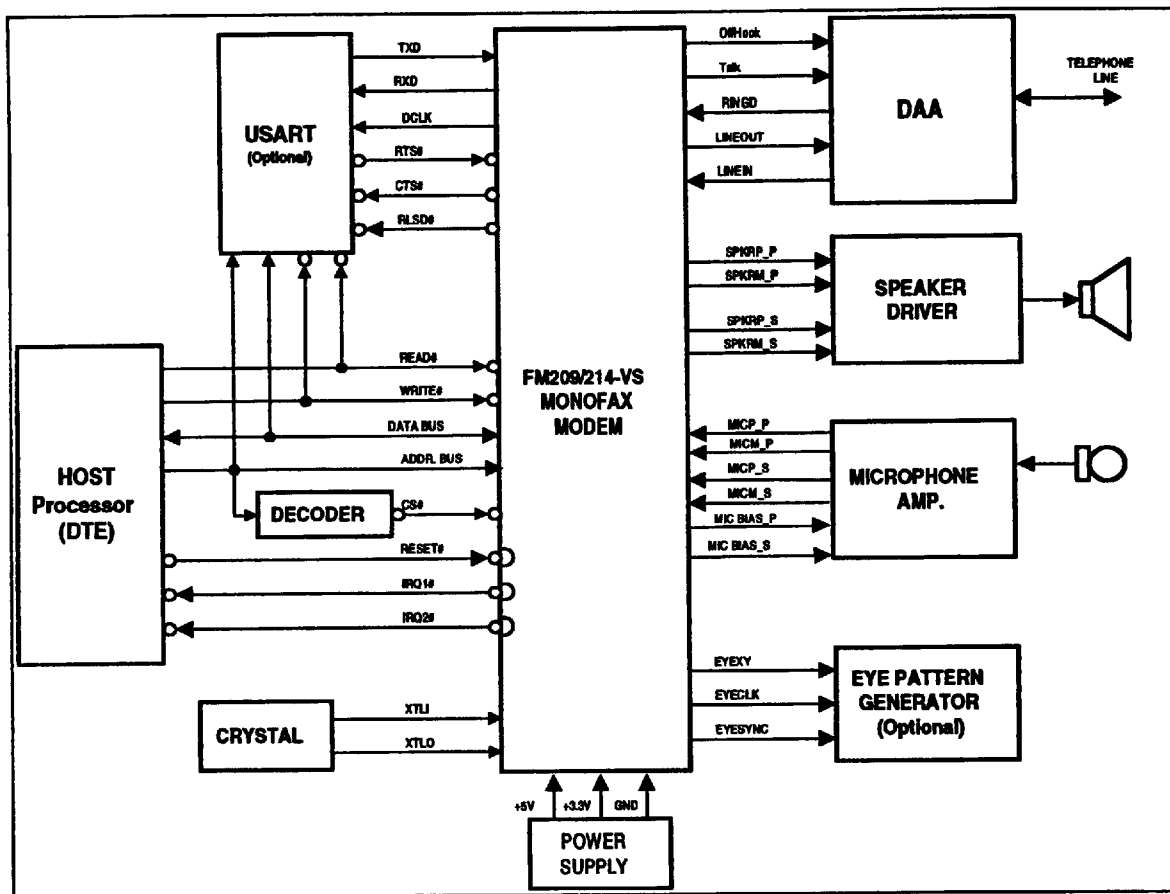 USART
(Optional)
TXD
RXD
DCLK
RTS#
CTS#
RLSD#
HOST
Processor
(DTE)
READ#
WRITE#
DATA BUS
ADDR. BUS
DECODER
CS#
RESET#
IRQ1#
IRQ2#
CRYSTAL
XTLI
XTLO
FM209/214-VS
MONOFAX
MODEM
+5V
+3.3V
GND
POWER
SUPPLY
OffHook
Talk
RINGD
LINEOUT
LINEIN
DAA
TELEPHONE
LINE
SPKRP_P
SPKRM_P
SPKRP_S
SPKRM_S
SPEAKER
DRIVER
MICP_P
MICM_P
MICP_S
MICM_S
MIC BIAS_P
MIC BIAS_S
MICROPHONE
AMP.
EYEXY
EYECLK
EYESYNC
EYE PATTERN
GENERATOR
(Optional)